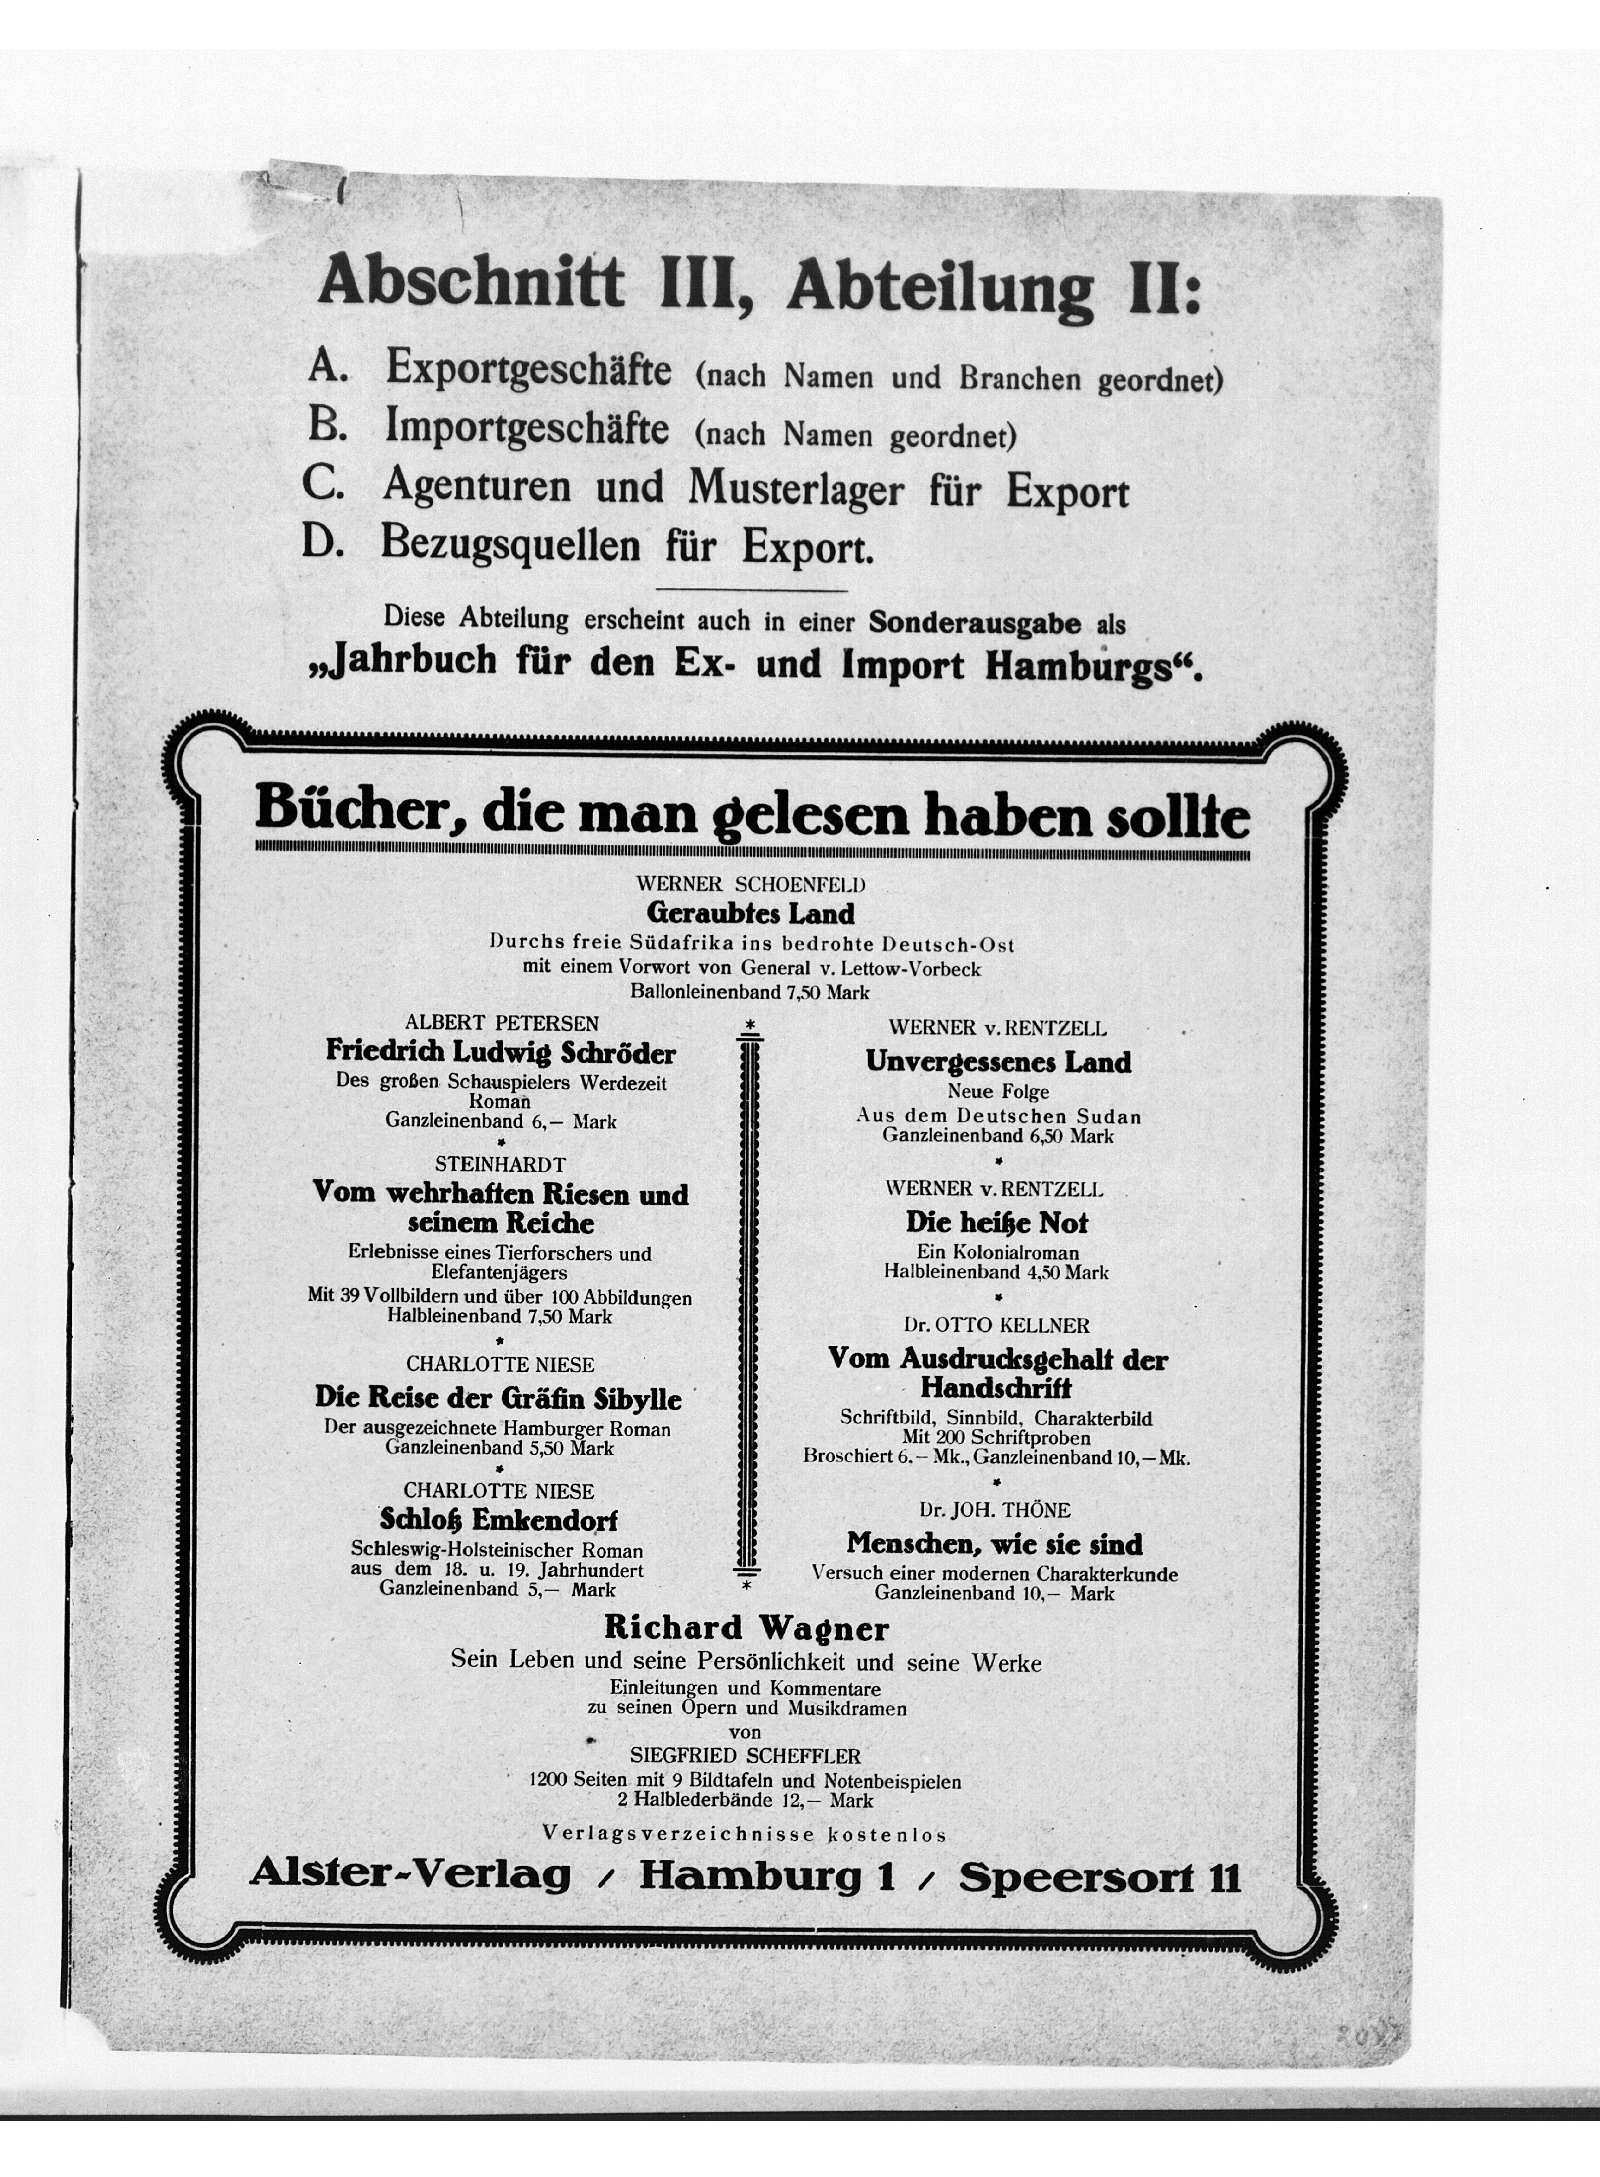 Abschnitt III, Abteilung II:
A. Exportgeschäfte (nach Namen und Branchen geordnet)
B. Importgeschäfte (nach Namen geordnet)
C. Agenturen und Musterlager für Export
D. Bezugsquellen für Export.
Diese Abteilung erscheint auch in einer Sonderausgabe als
„Jahrbuch für den Ex- und Import Hamburgs“.
Bücher, die man gelesen haben sollte
WERNER SCHOENFELD
Geraubtes Land
Durchs freie Südafrika ins bedrohte Deutsch-Ost
mit einem Vorwort von General v. Lettow-Vorbeck
Ballonleinenband 7,50 Mark
ALBERT PETERSEN
Friedrich Ludwig Schröder
Des großen Schauspielers Werdezeit
Roman
Ganzleinenband 6,— Mark
*
STEINHARDT
Vom wehrhaften Riesen und
seinem Reiche
Erlebnisse eines Tierforschers und
Elefantenjägers
Mit 39 Vollbildern und über 100 Abbildungen
Halbleinenband 7,50 Mark
*
CHARLOTTE NIESE
Die Reise der Gräfin Sibylle
Der ausgezeichnete Hamburger Roman
Ganzleinenband 5,50 Mark
*
CHARLOTTE NIESE
Schloß Emkendorf
Schleswig-Holsteinischer Roman
aus dem 18. u. 19. Jahrhundert
Ganzleinenband 5,— Mark
WERNER v. RENTZELL
Unvergessenes Land
Neue Folge
Aus dem Deutschen Sudan
Ganzleinenband 6,50 Mark
*
WERNER v. RENTZELL
Die heiße Not
Ein Kolonialroman
Halbleinenband 4,50 Mark
*
Dr. OTTO KELLNER
Vom Ausdrucksgehalt der
Handschrift
Schriftbild, Sinnbild, Charakterbild
Mit 200 Schriftproben
Broschiert 6.— Mk., Ganzleinenband 10,— Mk.
*
Dr. JOH. THÖNE
Menschen, wie sie sind
Versuch einer modernen Charakterkunde
Ganzleinenband 10,— Mark
Richard Wagner
Sein Leben und seine Persönlichkeit und seine Werke
Einleitungen und Kommentare
zu seinen Opern und Musikdramen
von
SIEGFRIED SCHEFFLER
1200 Seiten mit 9 Bildtafeln und Notenbeispielen
2 Halblederbände 12,— Mark
Verlagsverzeichnisse kostenlos
Alster-Verlag / Hamburg 1 / Speersort 11